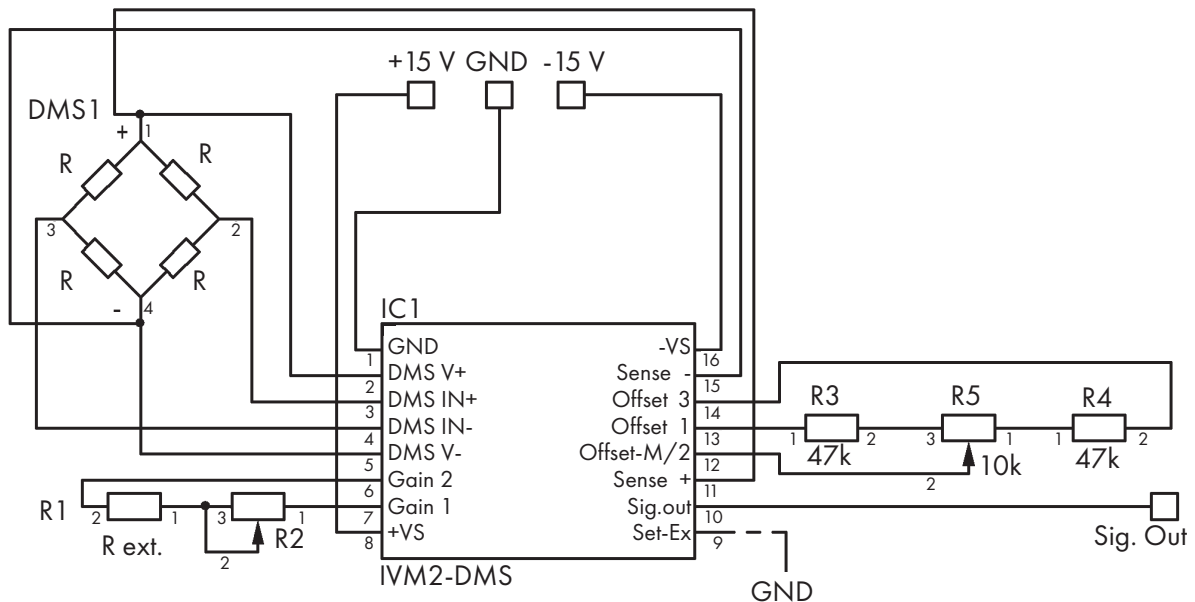 +15 V GND -15 V
DMS1
+ 1
R R
3 2
R R
- 4
IC1
GND -VS
1 16
DMS V+ Sense -
2 15
DMS IN+ Offset 3 R3 R5 R4
3 14
DMS IN- Offset 1 1 2 3 1 1 2
4 13
DMS V- Offset-M/2 47k 10k 47k
5 12 2
Gain 2 Sense +
6 11
R1 2 1 3 1 Gain 1 Sig.out
7 10
R ext. R2 +VS Set-Ex Sig. Out
2 8 9
IVM2-DMS GND